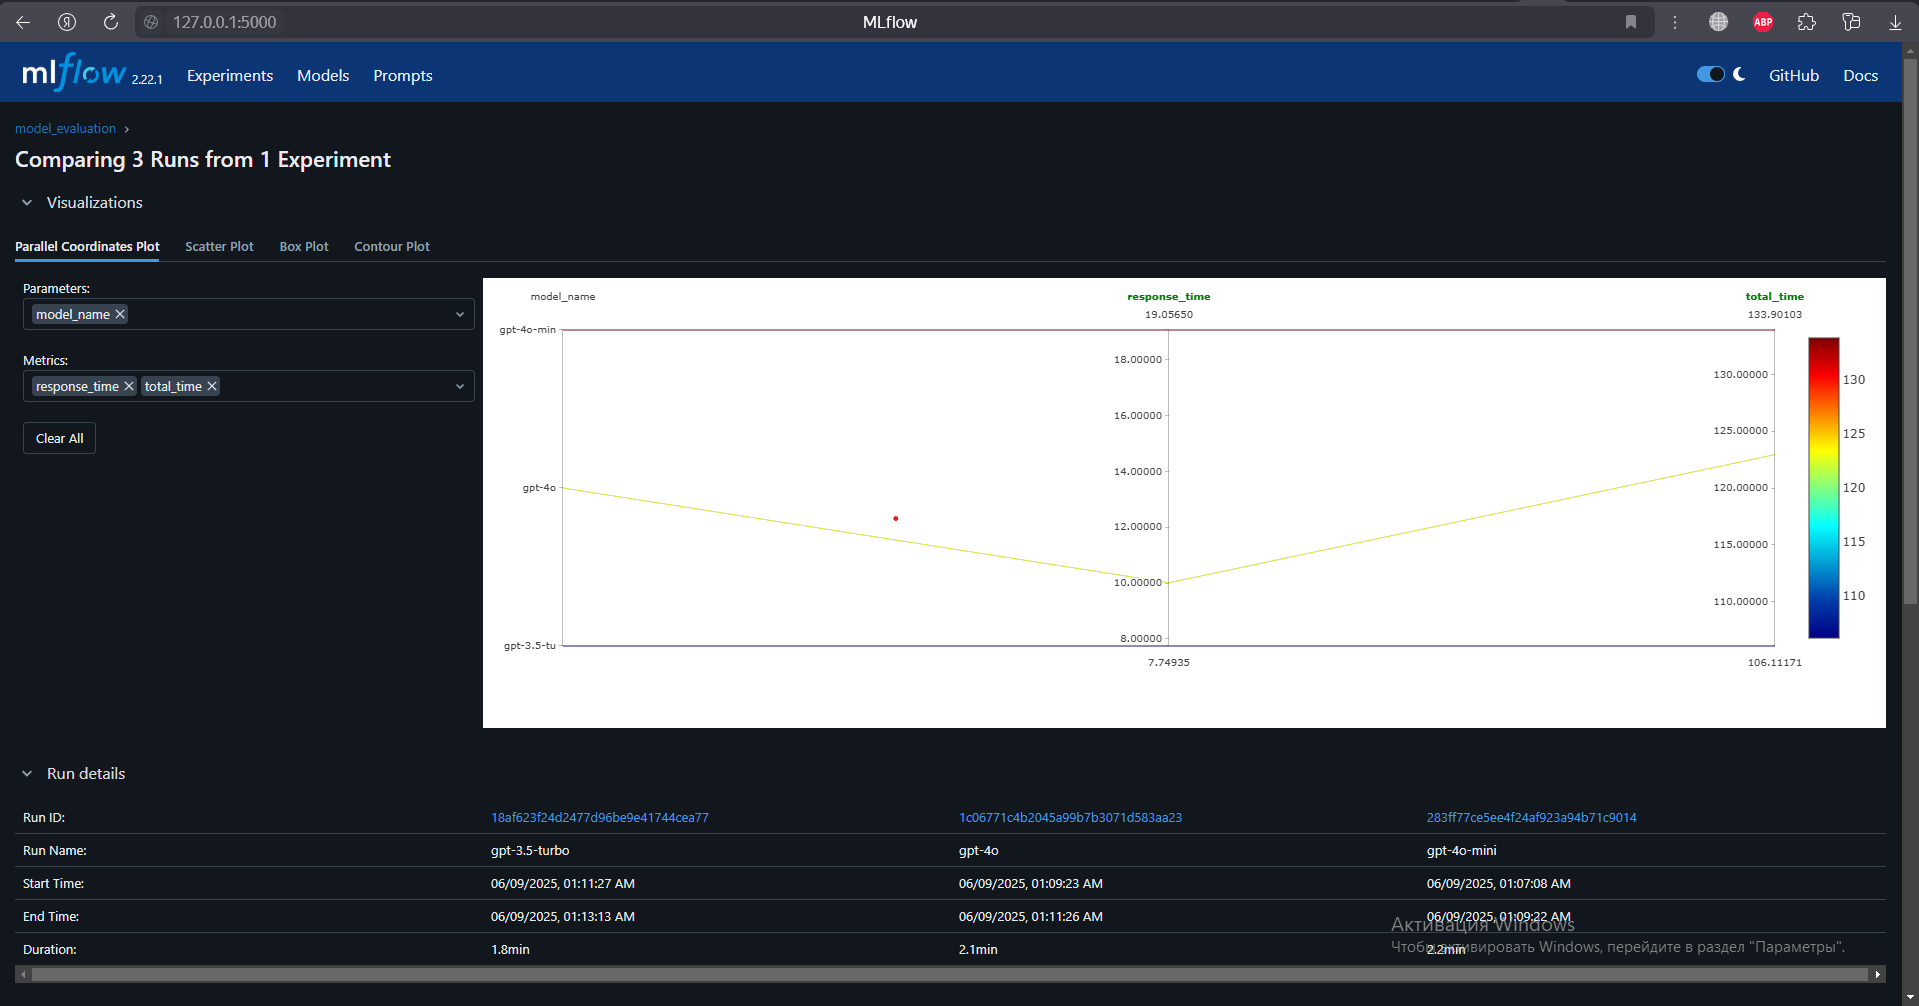 127.0.0.1:5000 MLflow ABP
mlflow 2.22.1 Experiments Models Prompts GitHub Docs
model_evaluation
Comparing 3 Runs from 1 Experiment
Visualizations
Parallel Coordinates Plot Scatter Plot Box Plot Contour Plot
Parameters:
model_name
Metrics:
response_time total_time
Clear All
model_name response_time total_time
19.05650 133.90103
gpt-4o-min
18.00000
130.00000 130
16.00000
125.00000 125
14.00000
gpt-4o 120.00000 120
12.00000
115.00000 115
10.00000
110.00000 110
8.00000
gpt-3.5-tu
7.74935 106.11171
Run details
Run ID: 18af623f24d2477d96be9e41744cea77 1c06771c4b2045a99b7b3071d583aa23 283ff77ce5ee4f24af923a94b71c9014
Run Name: gpt-3.5-turbo gpt-4o gpt-4o-mini
Start Time: 06/09/2025, 01:11:27 AM 06/09/2025, 01:09:23 AM 06/09/2025, 01:07:08 AM
End Time: 06/09/2025, 01:13:13 AM 06/09/2025, 01:11:26 AM 06/09/2025, 01:09:22 AM
Активация Windows
Duration: 1.8min 2.1min 2.2min
Чтобы активировать Windows, перейдите в раздел "Параметры".